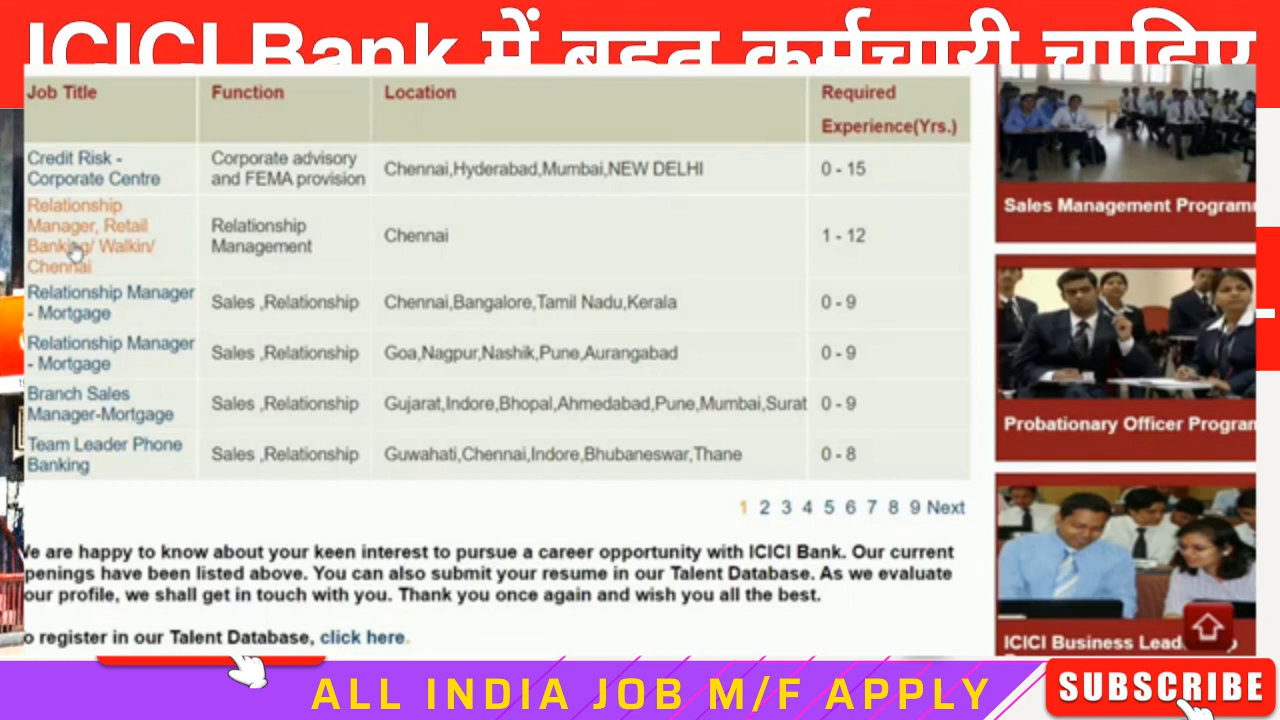 ICICI Bank में बहुत कर्मचारी चाहिए
Job Title Function Location Required
Experience(Yrs.)
Credit Risk - Corporate advisory Chennai,Hyderabad,Mumbai,NEW DELHI 0 - 15
Corporate Centre and FEMA provision
Relationship
Manager, Retail Relationship Chennai 1 - 12
Banking/ Walkin/ Management
Chennai
Relationship Manager Sales ,Relationship Chennai,Bangalore,Tamil Nadu,Kerala 0 - 9
- Mortgage
Relationship Manager Sales ,Relationship Goa,Nagpur,Nashik,Pune,Aurangabad 0 - 9
- Mortgage
Branch Sales Sales ,Relationship Gujarat,Indore,Bhopal,Ahmedabad,Pune,Mumbai,Surat 0 - 9
Manager-Mortgage
Team Leader Phone Sales ,Relationship Guwahati,Chennai,Indore,Bhubaneswar,Thane 0 - 8
Banking
1 2 3 4 5 6 7 8 9 Next
e are happy to know about your keen interest to pursue a career opportunity with ICICI Bank. Our current
penings have been listed above. You can also submit your resume in our Talent Database. As we evaluate
our profile, we shall get in touch with you. Thank you once again and wish you all the best.
o register in our Talent Database, click here.
Sales Management Program
Probationary Officer Program
ICICI Business Lead
ALL INDIA JOB M/F APPLY
SUBSCRIBE